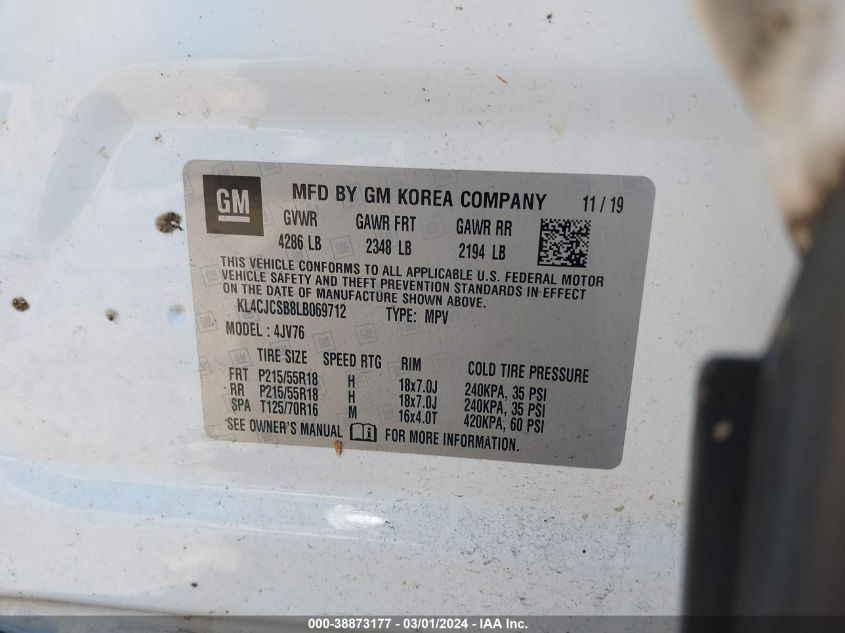 GM MFD BY GM KOREA COMPANY 11 / 19
GVWR GAWR FRT GAWR RR
4286 LB 2348 LB 2194 LB
THIS VEHICLE CONFORMS TO ALL APPLICABLE U.S. FEDERAL MOTOR
VEHICLE SAFETY AND THEFT PREVENTION STANDARDS IN EFFECT
ON THE DATE OF MANUFACTURE SHOWN ABOVE.
KL4CJCSB8LB069712 TYPE: MPV
MODEL : 4JV76
TIRE SIZE SPEED RTG RIM COLD TIRE PRESSURE
FRT P215/55R18 H 18x7.0J 240KPA, 35 PSI
RR P215/55R18 H 18x7.0J 240KPA, 35 PSI
SPA T125/70R16 M 16x4.0T 420KPA, 60 PSI
SEE OWNER'S MANUAL FOR MORE INFORMATION.
000-38873177 - 03/01/2024 - IAA Inc.